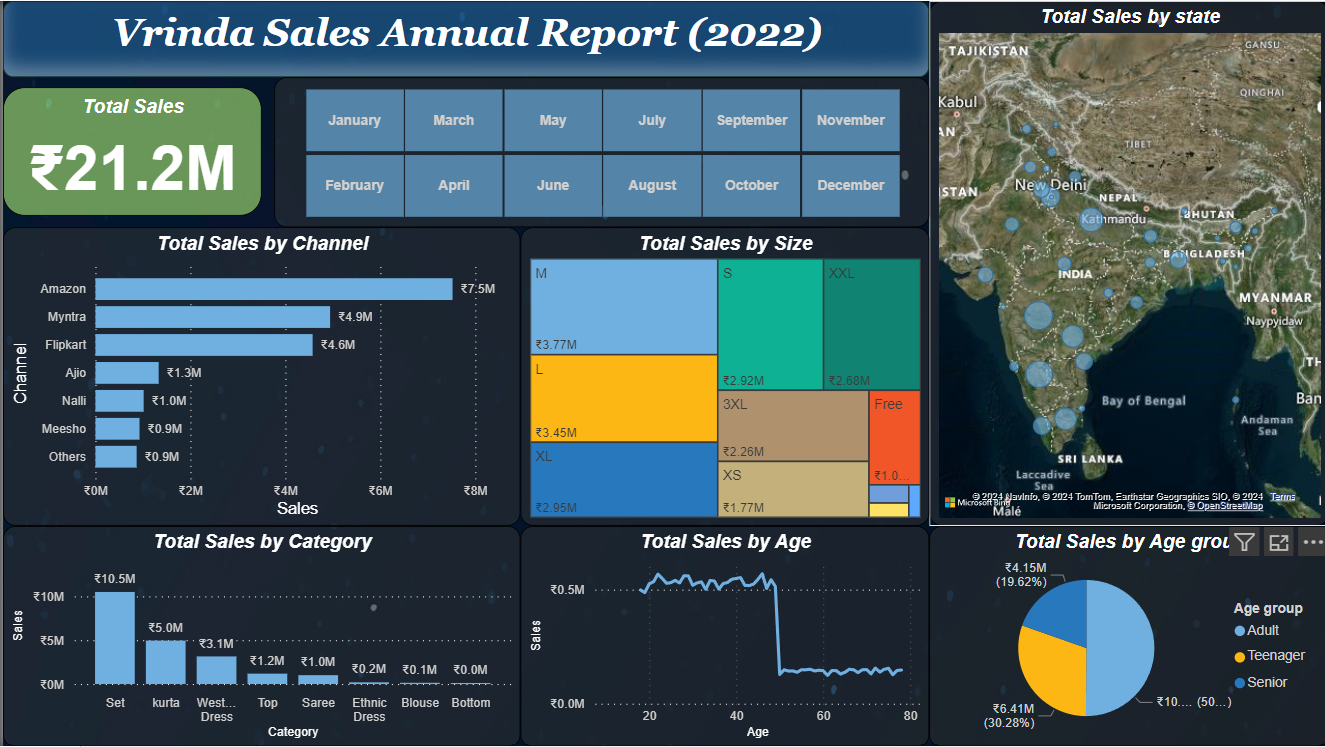 Vrinda Sales Annual Report (2022)
Total Sales
₹21.2M
January
March
May
July
September
November
February
April
June
August
October
December
Total Sales by state
TAJIKISTAN
GANSU
QINGHAI
Kabul
AN
TIBET
STAN
New Delhi
NEPAL
Kathmandu
BHUTAN
BANGLADESH
INDIA
MYANMAR
Naypyidaw
TH
Bay of Bengal
Ban
Andaman
Sea
SRI LANKA
Laccadive
Sea
Malé
Microsoft Bing
© 2024 NavInfo, © 2024 TomTom, Earthstar Geographics SIO, © 2024 Terms
Microsoft Corporation, © OpenStreetMap
Total Sales by Channel
Channel
Amazon ₹7.5M
Myntra ₹4.9M
Flipkart ₹4.6M
Ajio ₹1.3M
Nalli ₹1.0M
Meesho ₹0.9M
Others ₹0.9M
₹0M ₹2M ₹4M ₹6M ₹8M
Sales
Total Sales by Size
M
₹3.77M
L
₹3.45M
XL
₹2.95M
S
₹2.92M
XXL
₹2.68M
3XL
₹2.26M
XS
₹1.77M
Free
₹1.0...
Total Sales by Category
Sales
₹10M
₹5M
₹0M
₹10.5M
₹5.0M
₹3.1M
₹1.2M
₹1.0M
₹0.2M
₹0.1M
₹0.0M
Set
kurta
West...
Dress
Top
Saree
Ethnic
Dress
Blouse
Bottom
Category
Total Sales by Age
Sales
₹0.5M
₹0.0M
20 40 60 80
Age
Total Sales by Age grou
₹4.15M
(19.62%)
₹6.41M
(30.28%)
₹10.... (50...)
Age group
Adult
Teenager
Senior